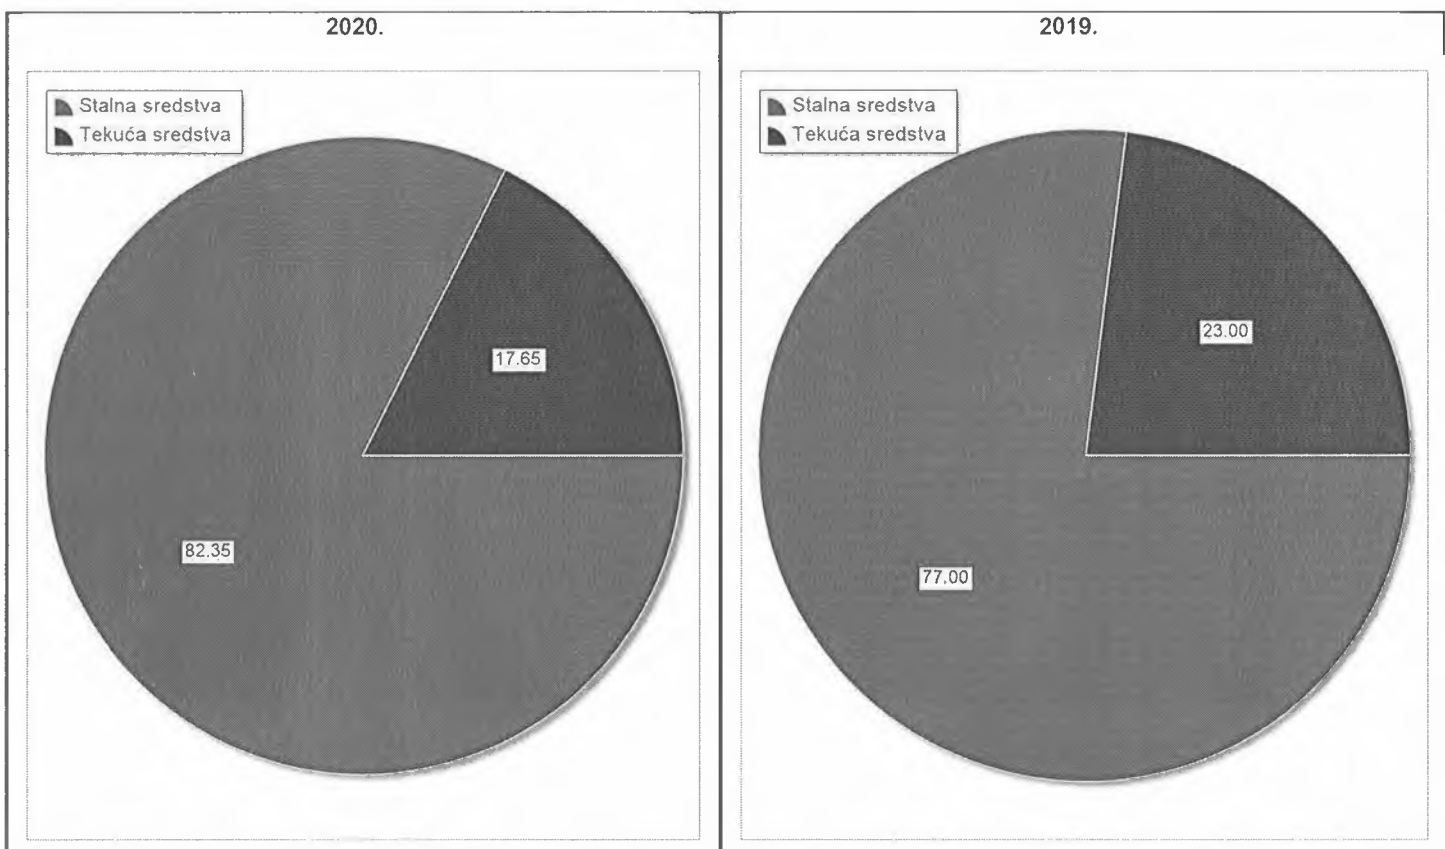 2020.
Stalna sredstva
Tekuća sredstva
17.65
82.35
2019.
Stalna sredstva
Tekuća sredstva
23.00
77.00